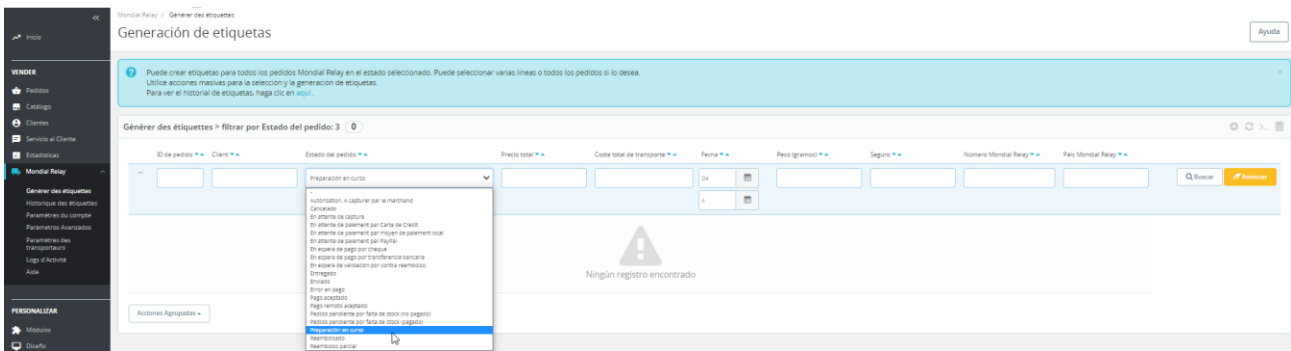 «
Mondial Relay / Générer des étiquettes
Generación de etiquetas
Ayuda
Inicio
VENDER
Pedidos
Catálogo
Clientes
Servicio al Cliente
Estadísticas
Mondial Relay
Générer des étiquettes
Historique des étiquettes
Paramètres du compte
Parámetros Avanzados
Paramètres des
transporteurs
Logs d'Activité
Aide
PERSONALIZAR
Módulos
Diseño
Puede crear etiquetas para todos los pedidos Mondial Relay en el estado seleccionado. Puede seleccionar varias líneas o todos los pedidos si lo desea.
Utilice acciones masivas para la selección y la generación de etiquetas.
Para ver el historial de etiquetas, haga clic en aquí.
×
Générer des étiquettes > filtrar por Estado del pedido: 3 0
ID de pedido Client Estado del pedido Precio total Coste total de transporte Fecha Peso (gramos) Seguro Número Mondial Relay País Mondial Relay
-- Preparación en curso De Buscar Reiniciar
A
-
Autorisation. A capturer par le marchand
Cancelado
En attente de capture
En attente de paiement par Carte de Crédit
En attente de paiement par moyen de paiement local
En attente de paiement par PayPal
En espera de pago por cheque
En espera de pago por transferencia bancaria
En espera de validación por contra reembolso.
Entregado
Enviado
Error en pago
Pago aceptado
Pago remoto aceptado
Pedido pendiente por falta de stock (no pagado)
Pedido pendiente por falta de stock (pagado)
Preparación en curso
Reembolsado
Reembolso parcial
Ningún registro encontrado
Acciones Agrupadas